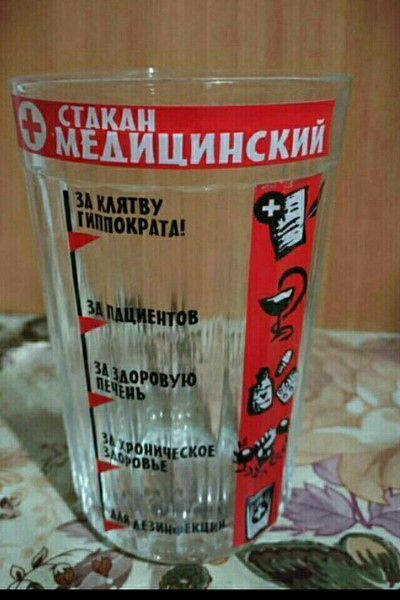 СТАКАН
МЕДИЦИНСКИЙ
ЗА КЛЯТВУ
ГИППОКРАТА!
ЗА ПАЦИЕНТОВ
ЗА ЗДОРОВУЮ
ПЕЧЕНЬ
ЗА ХРОНИЧЕСКОЕ
ЗДОРОВЬЕ
ДЛЯ ДЕЗИНФЕКЦИИ